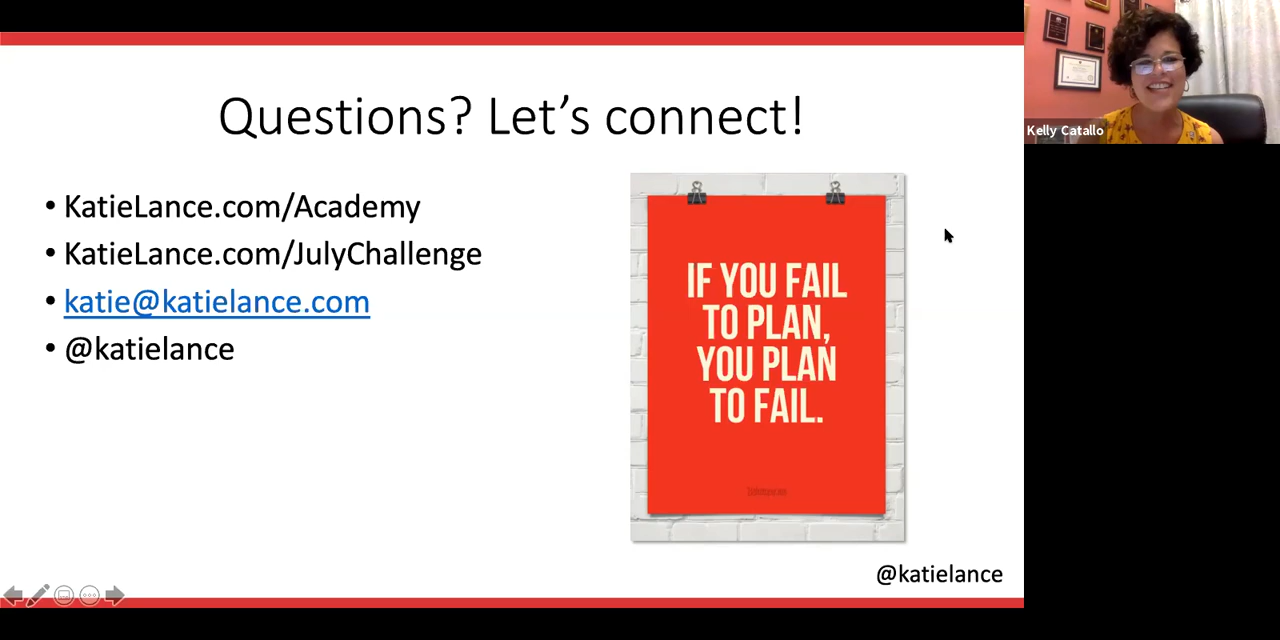 Questions? Let's connect!
• KatieLance.com/Academy
• KatieLance.com/JulyChallenge
• katie@katielance.com
• @katielance
IF YOU FAIL
TO PLAN,
YOU PLAN
TO FAIL.
@katielance
Kelly Catallo